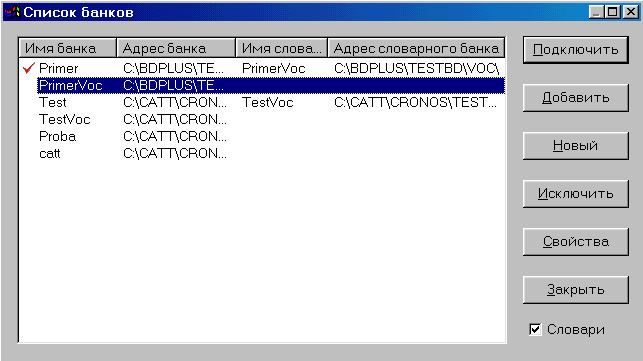 Список банков
Имя банка Адрес банка Имя слова... Адрес словарного банка
Primer C:\BDPLUS\TE... PrimerVoc C:\BDPLUS\TESTBD\VOC\
PrimerVoc C:\BDPLUS\TE...
Test C:\CATT\CRON... TestVoc C:\CATT\CRONOS\TEST...
TestVoc C:\CATT\CRON...
Proba C:\CATT\CRON...
catt C:\CATT\CRON...
Подключить
Добавить
Новый
Исключить
Свойства
Закрыть
Словари